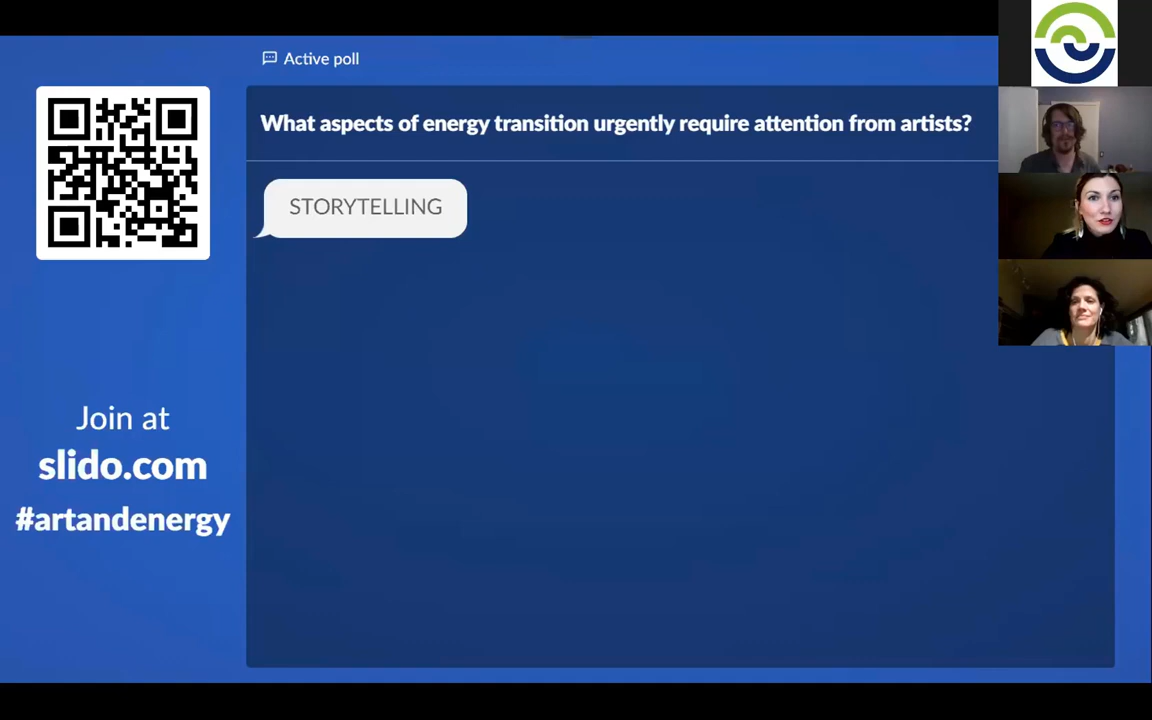 Active poll
What aspects of energy transition urgently require attention from artists?
STORYTELLING
Join at
slido.com
#artandenergy